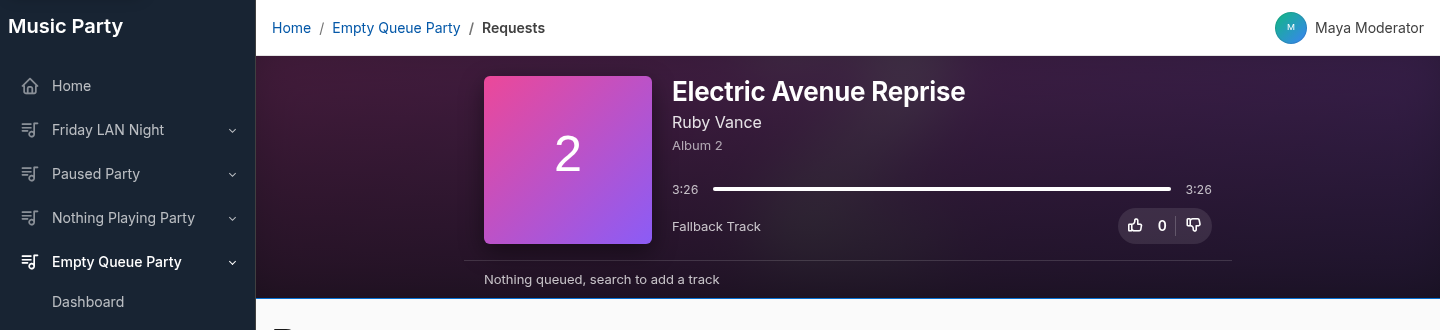 Music Party
Home / Empty Queue Party / Requests
M
Maya Moderator
Home
Friday LAN Night
Paused Party
Nothing Playing Party
Empty Queue Party
Dashboard
2
Electric Avenue Reprise
Ruby Vance
Album 2
3:26
3:26
Fallback Track
0
Nothing queued, search to add a track